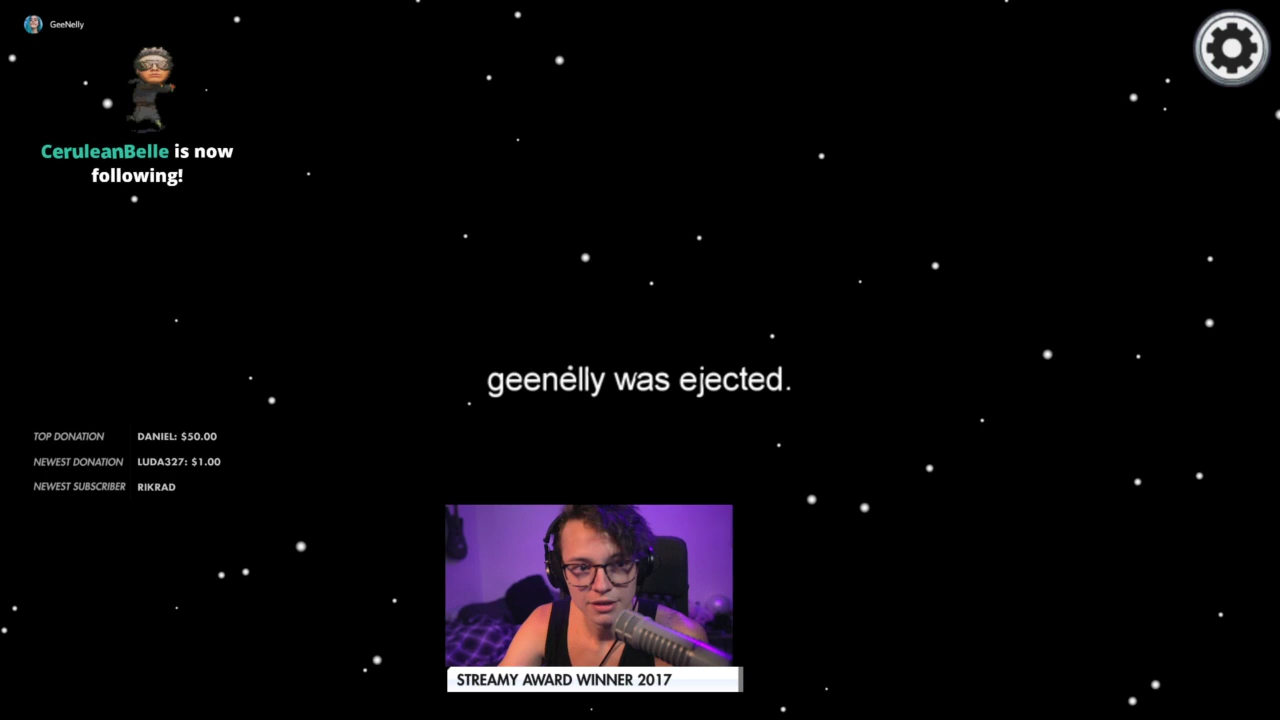 GeeNelly
CeruleanBelle is now
following!
geenelly was ejected.
TOP DONATION DANIEL: $50.00
NEWEST DONATION LUDA327: $1.00
NEWEST SUBSCRIBER RIKRAD
STREAMY AWARD WINNER 2017